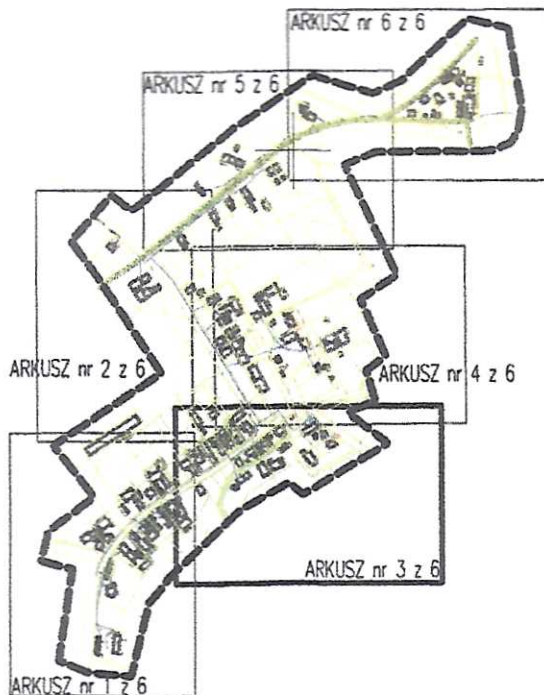 ARKUSZ nr 6 z 6
ARKUSZ nr 5 z 6
ARKUSZ nr 2 z 6
ARKUSZ nr 4 z 6
ARKUSZ nr 3 z 6
ARKUSZ nr 1 z 6